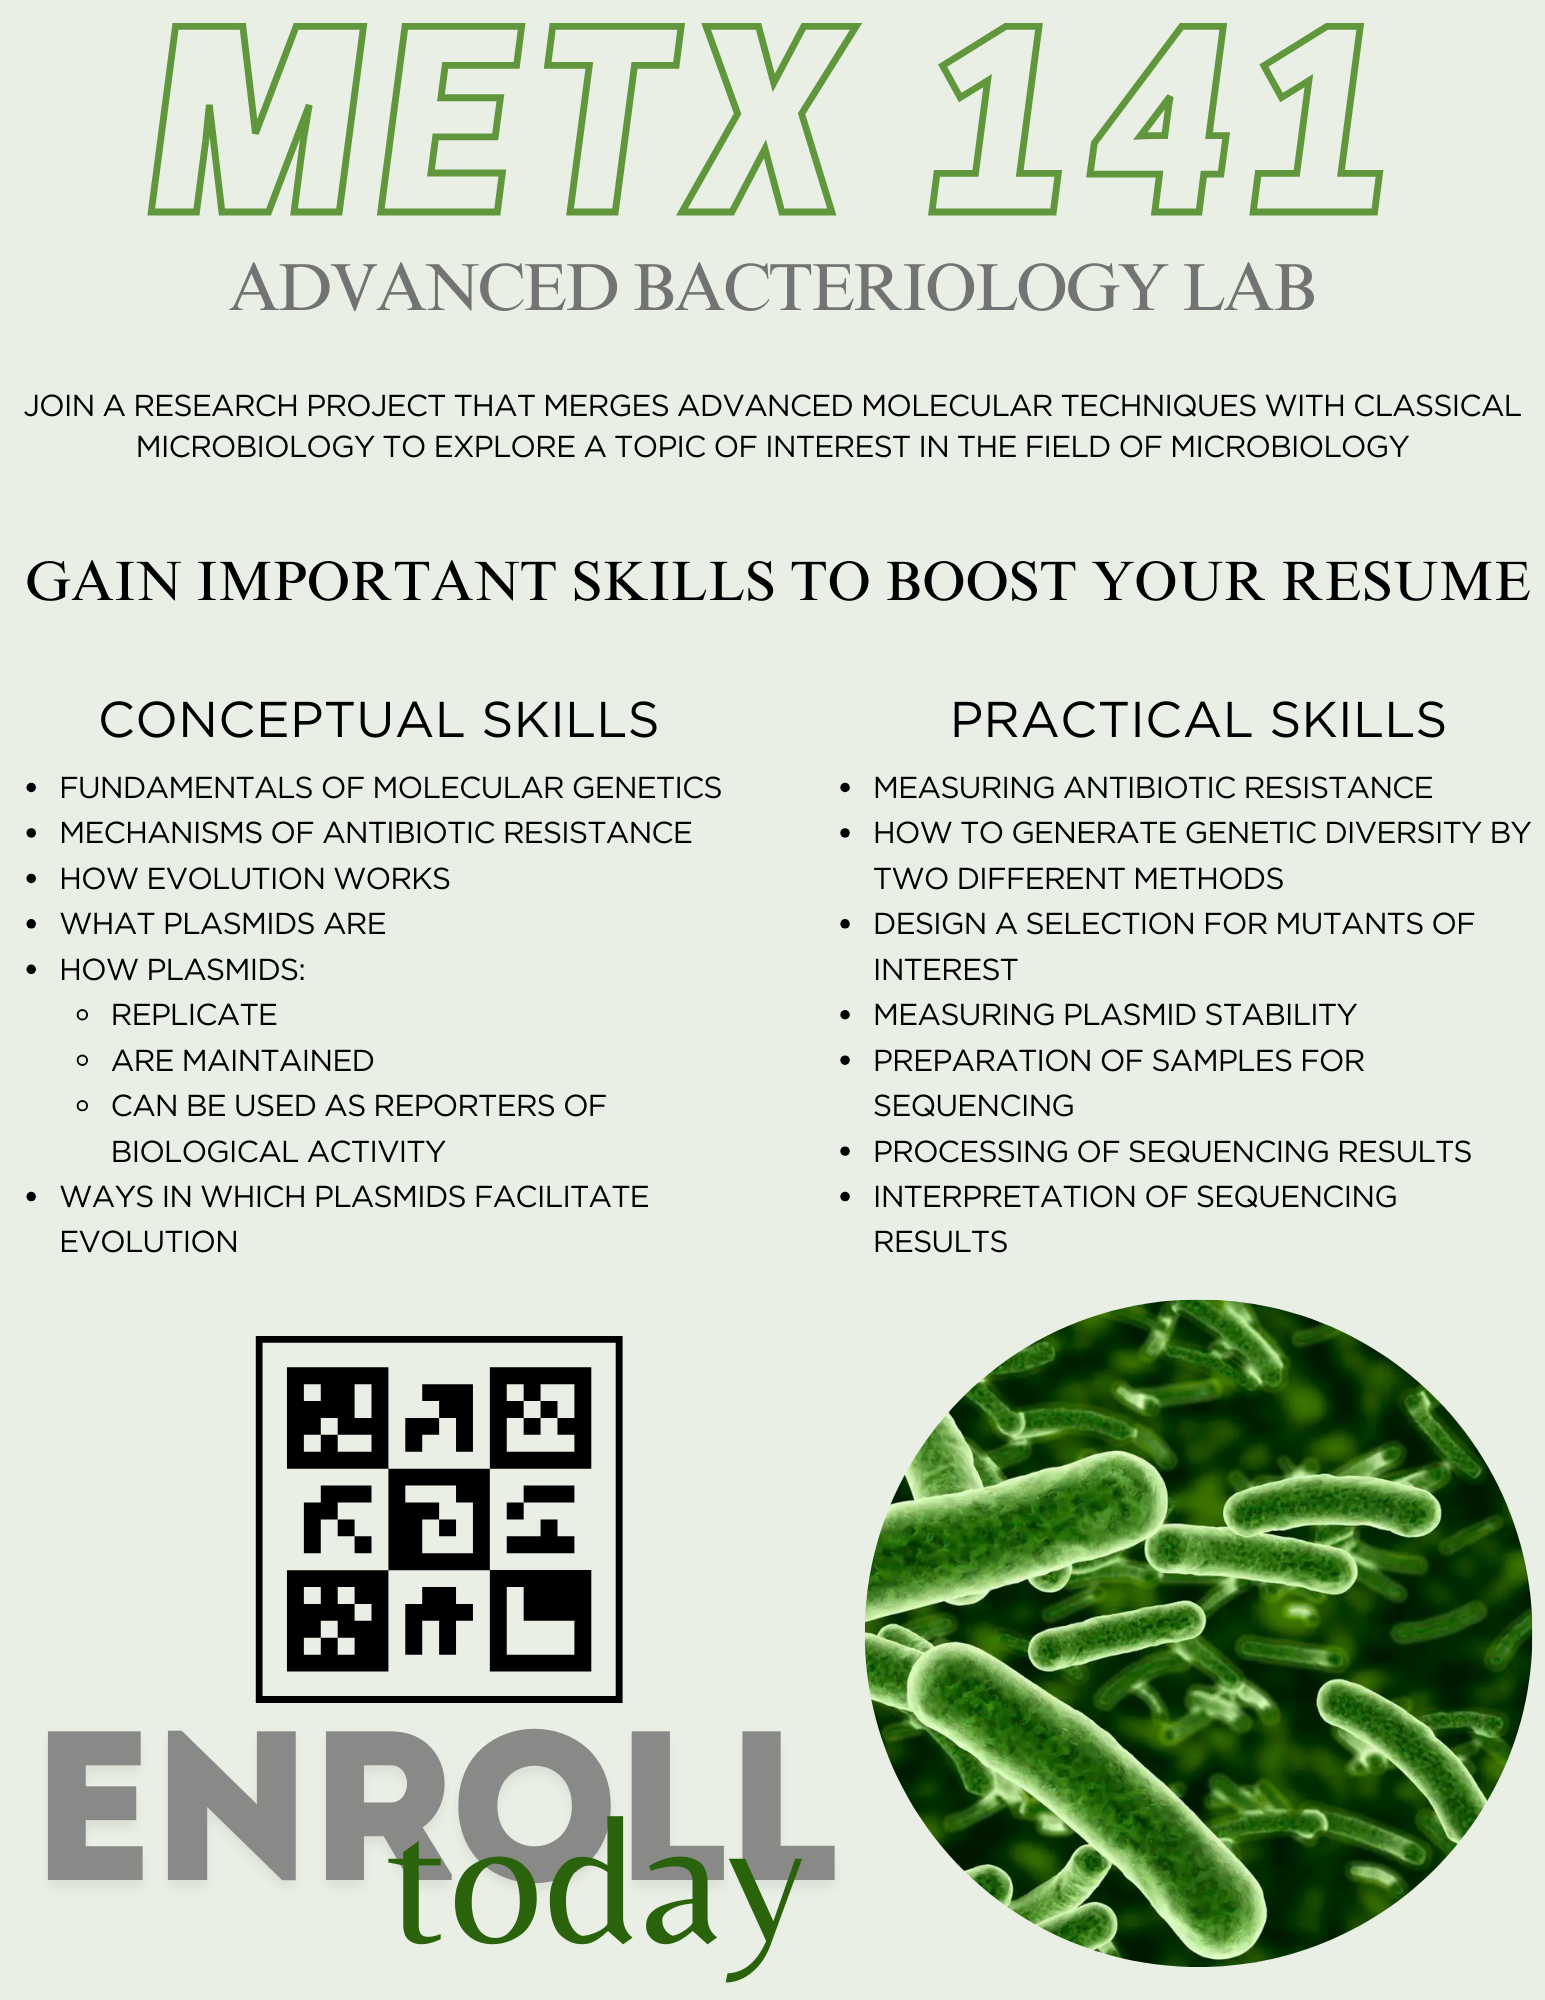 METX 141
ADVANCED BACTERIOLOGY LAB
JOIN A RESEARCH PROJECT THAT MERGES ADVANCED MOLECULAR TECHNIQUES WITH CLASSICAL
MICROBIOLOGY TO EXPLORE A TOPIC OF INTEREST IN THE FIELD OF MICROBIOLOGY
GAIN IMPORTANT SKILLS TO BOOST YOUR RESUME
CONCEPTUAL SKILLS
• FUNDAMENTALS OF MOLECULAR GENETICS
• MECHANISMS OF ANTIBIOTIC RESISTANCE
• HOW EVOLUTION WORKS
• WHAT PLASMIDS ARE
• HOW PLASMIDS:
◦ REPLICATE
◦ ARE MAINTAINED
◦ CAN BE USED AS REPORTERS OF
BIOLOGICAL ACTIVITY
• WAYS IN WHICH PLASMIDS FACILITATE
EVOLUTION
PRACTICAL SKILLS
• MEASURING ANTIBIOTIC RESISTANCE
• HOW TO GENERATE GENETIC DIVERSITY BY
TWO DIFFERENT METHODS
• DESIGN A SELECTION FOR MUTANTS OF
INTEREST
• MEASURING PLASMID STABILITY
• PREPARATION OF SAMPLES FOR
SEQUENCING
• PROCESSING OF SEQUENCING RESULTS
• INTERPRETATION OF SEQUENCING
RESULTS
ENROLL
today